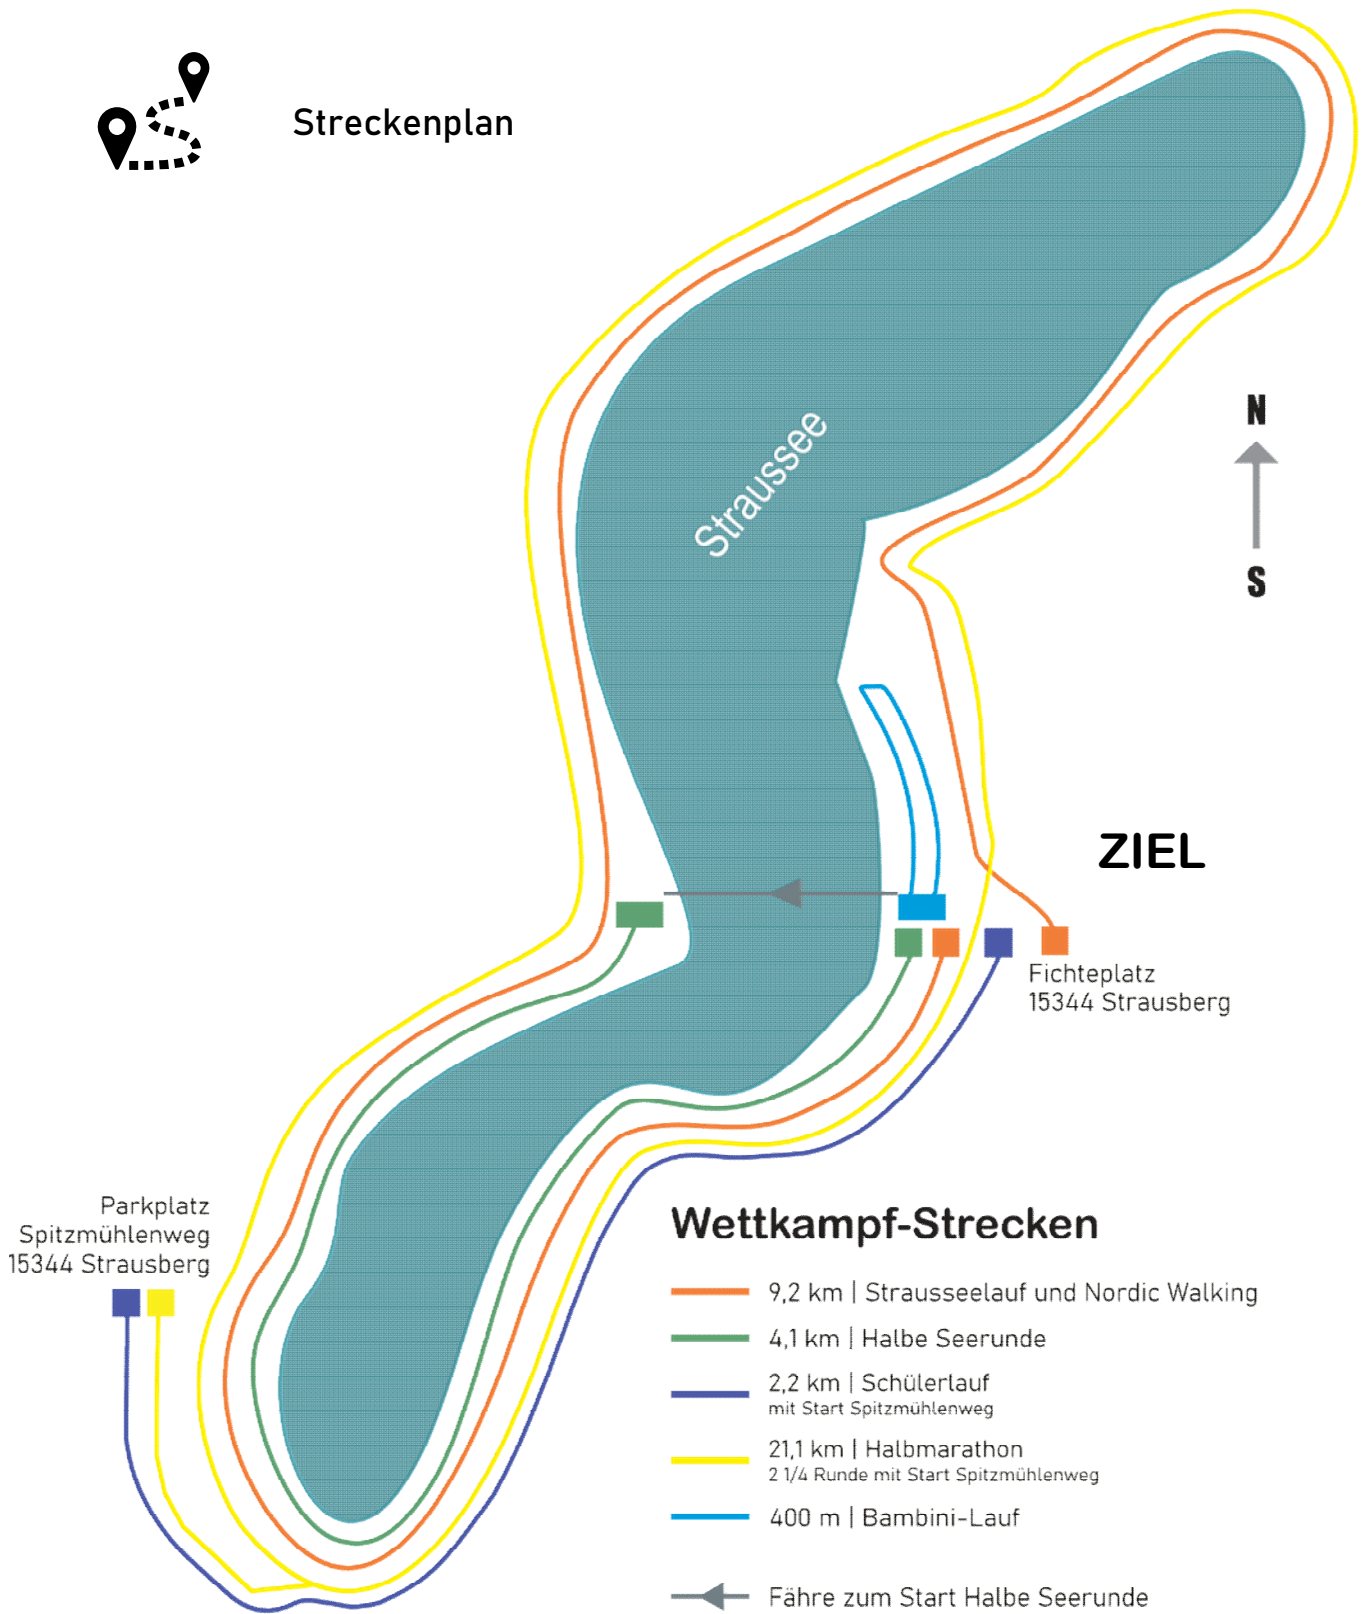 Streckenplan
Straussee
N
S
ZIEL
Fichteplatz
15344 Strausberg
Parkplatz
Spitzmühlenweg
15344 Strausberg
Wettkampf-Strecken
9,2 km | Strausseelauf und Nordic Walking
4,1 km | Halbe Seerunde
2,2 km | Schülerlauf
mit Start Spitzmühlenweg
21,1 km | Halbmarathon
2 1/4 Runde mit Start Spitzmühlenweg
400 m | Bambini-Lauf
Fähre zum Start Halbe Seerunde